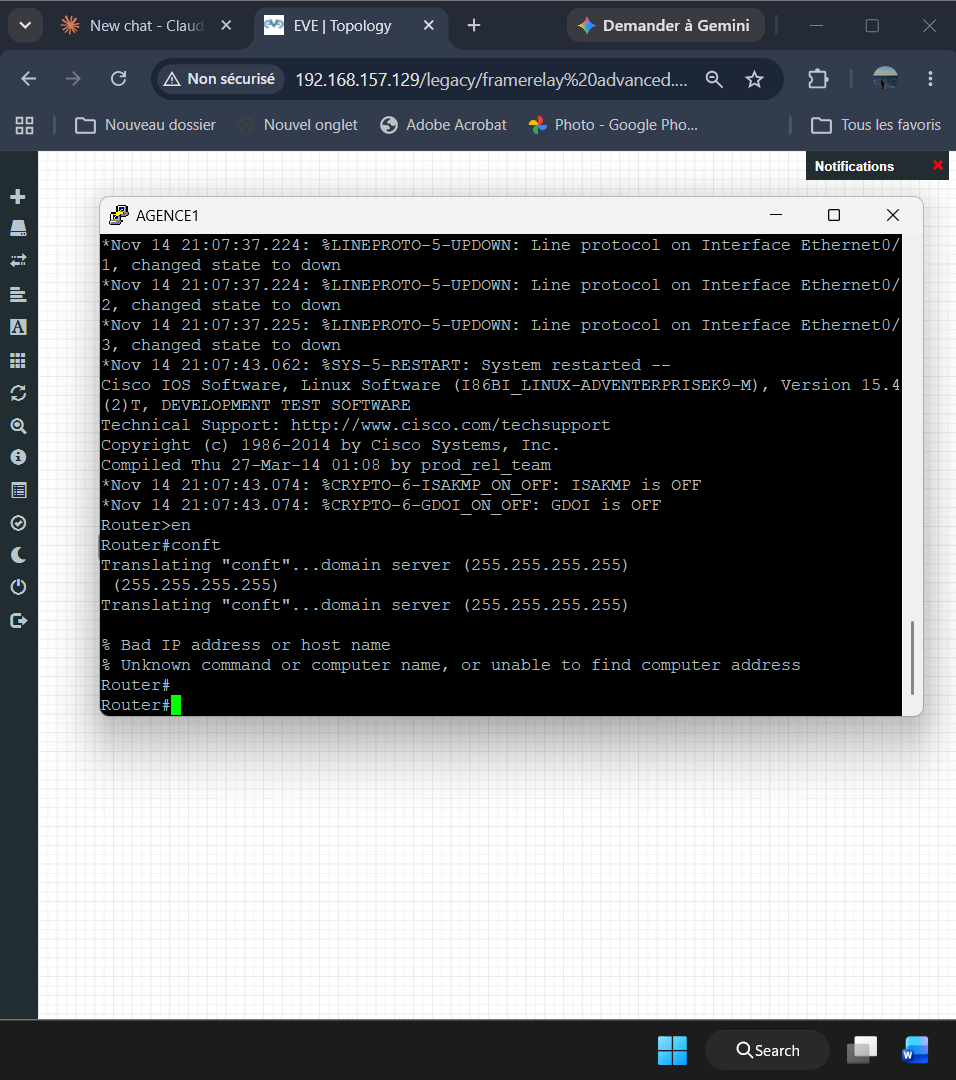 New chat - Claud
EVE | Topology
Demander à Gemini
Non sécurisé
192.168.157.129/legacy/framerelay%20advanced....
Nouveau dossier
Nouvel onglet
Adobe Acrobat
Photo - Google Pho...
Tous les favoris
Notifications
AGENCE1
*Nov 14 21:07:37.224: %LINEPROTO-5-UPDOWN: Line protocol on Interface Ethernet0/
1, changed state to down
*Nov 14 21:07:37.224: %LINEPROTO-5-UPDOWN: Line protocol on Interface Ethernet0/
2, changed state to down
*Nov 14 21:07:37.225: %LINEPROTO-5-UPDOWN: Line protocol on Interface Ethernet0/
3, changed state to down
*Nov 14 21:07:43.062: %SYS-5-RESTART: System restarted --
Cisco IOS Software, Linux Software (I86BI_LINUX-ADVENTERPRISEK9-M), Version 15.4
(2)T, DEVELOPMENT TEST SOFTWARE
Technical Support: http://www.cisco.com/techsupport
Copyright (c) 1986-2014 by Cisco Systems, Inc.
Compiled Thu 27-Mar-14 01:08 by prod_rel_team
*Nov 14 21:07:43.074: %CRYPTO-6-ISAKMP_ON_OFF: ISAKMP is OFF
*Nov 14 21:07:43.074: %CRYPTO-6-GDOI_ON_OFF: GDOI is OFF
Router>en
Router#conft
Translating "conft"...domain server (255.255.255.255)
(255.255.255.255)
Translating "conft"...domain server (255.255.255.255)
% Bad IP address or host name
% Unknown command or computer name, or unable to find computer address
Router#
Router#
Search